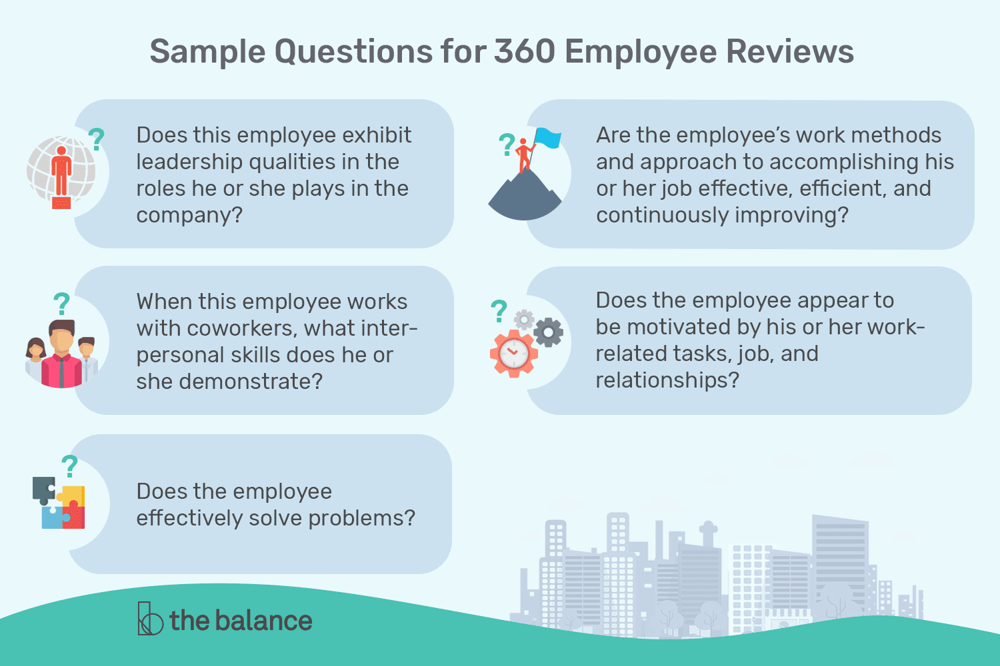 Sample Questions for 360 Employee Reviews
?
Does this employee exhibit
leadership qualities in the
roles he or she plays in the
company?
?
Are the employee’s work methods
and approach to accomplishing his
or her job effective, efficient, and
continuously improving?
?
When this employee works
with coworkers, what inter-
personal skills does he or
she demonstrate?
?
Does the employee appear to
be motivated by his or her work-
related tasks, job, and
relationships?
?
Does the employee
effectively solve problems?
b the balance